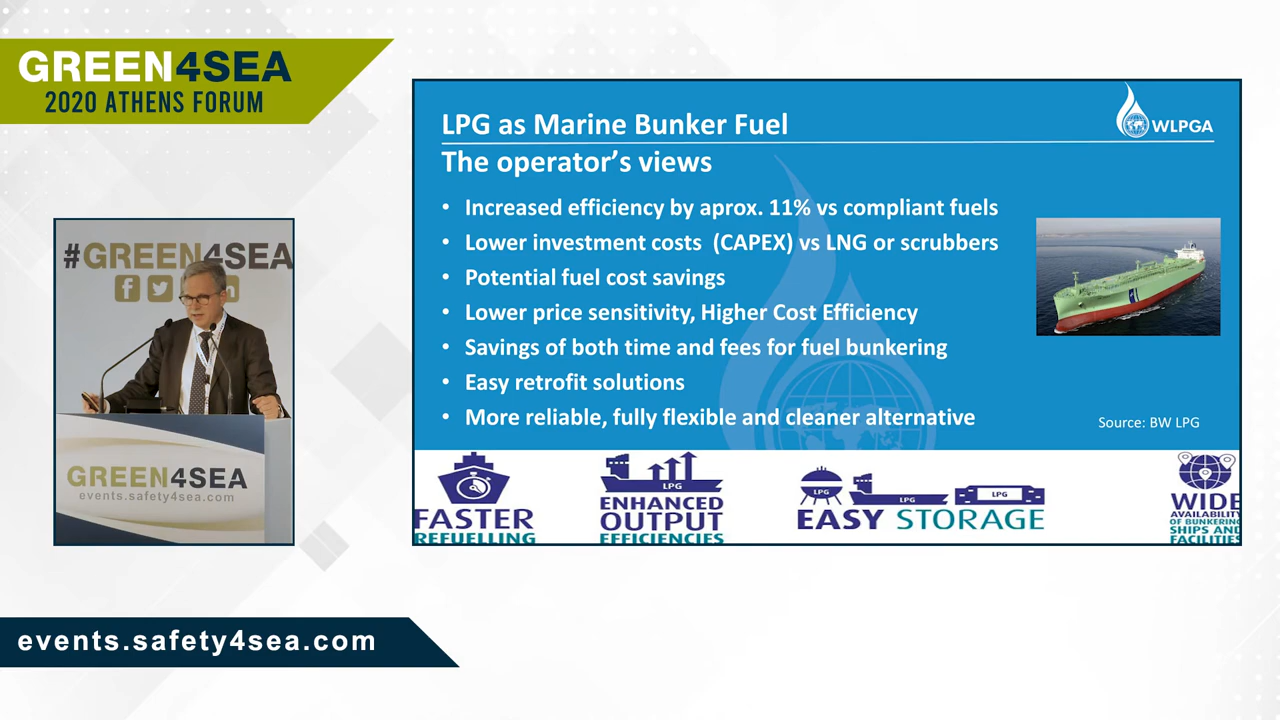 GREEN4SEA
2020 ATHENS FORUM
#GREEN4SEA
GREEN4SEA
events.safety4sea.com
events.safety4sea.com
LPG as Marine Bunker Fuel
WLPGA
The operator's views
• Increased efficiency by aprox. 11% vs compliant fuels
• Lower investment costs (CAPEX) vs LNG or scrubbers
• Potential fuel cost savings
• Lower price sensitivity, Higher Cost Efficiency
• Savings of both time and fees for fuel bunkering
• Easy retrofit solutions
• More reliable, fully flexible and cleaner alternative
Source: BW LPG
FASTER
REFUELLING
LPG
ENHANCED
OUTPUT
EFFICIENCIES
LPG LPG LPG
EASY STORAGE
WIDE
AVAILABILITY
OF BUNKERING
SHIPS AND
FACILITIES